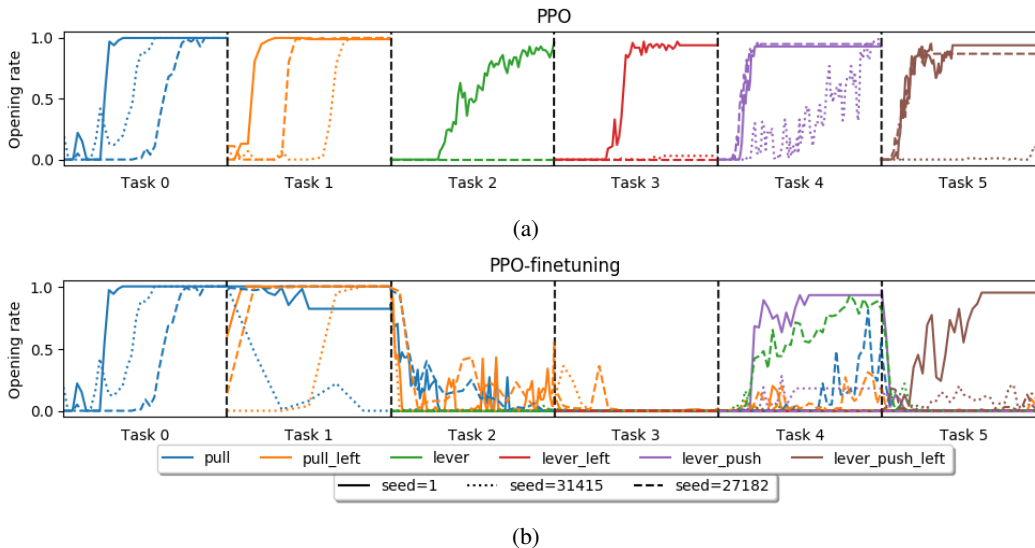 PPO
Opening rate
1.0
0.5
0.0
Task 0 Task 1 Task 2 Task 3 Task 4 Task 5
(a)
PPO-finetuning
Opening rate
1.0
0.5
0.0
Task 0 Task 1 Task 2 Task 3 Task 4 Task 5
pull pull_left lever lever_left lever_push lever_push_left
seed=1 seed=31415 seed=27182
(b)